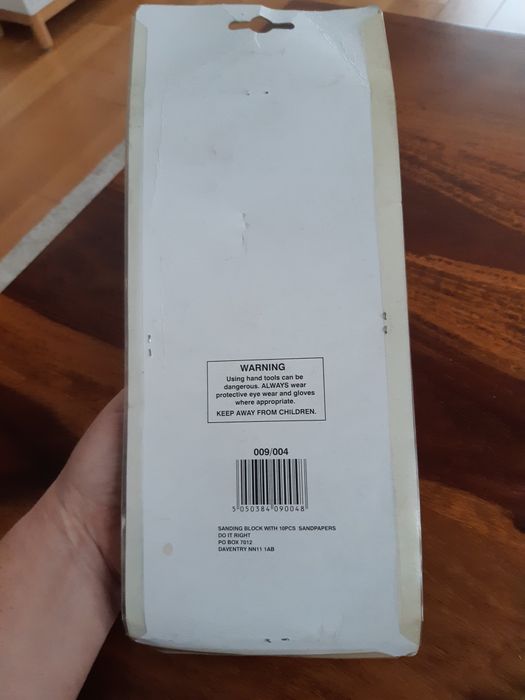 WARNING
Using hand tools can be
dangerous. ALWAYS wear
protective eye wear and gloves
where appropriate.
KEEP AWAY FROM CHILDREN.
009/004
5 050384 090048
SANDING BLOCK WITH 10PCS SANDPAPERS
DO IT RIGHT
PO BOX 7012
DAVENTRY NN11 1AB